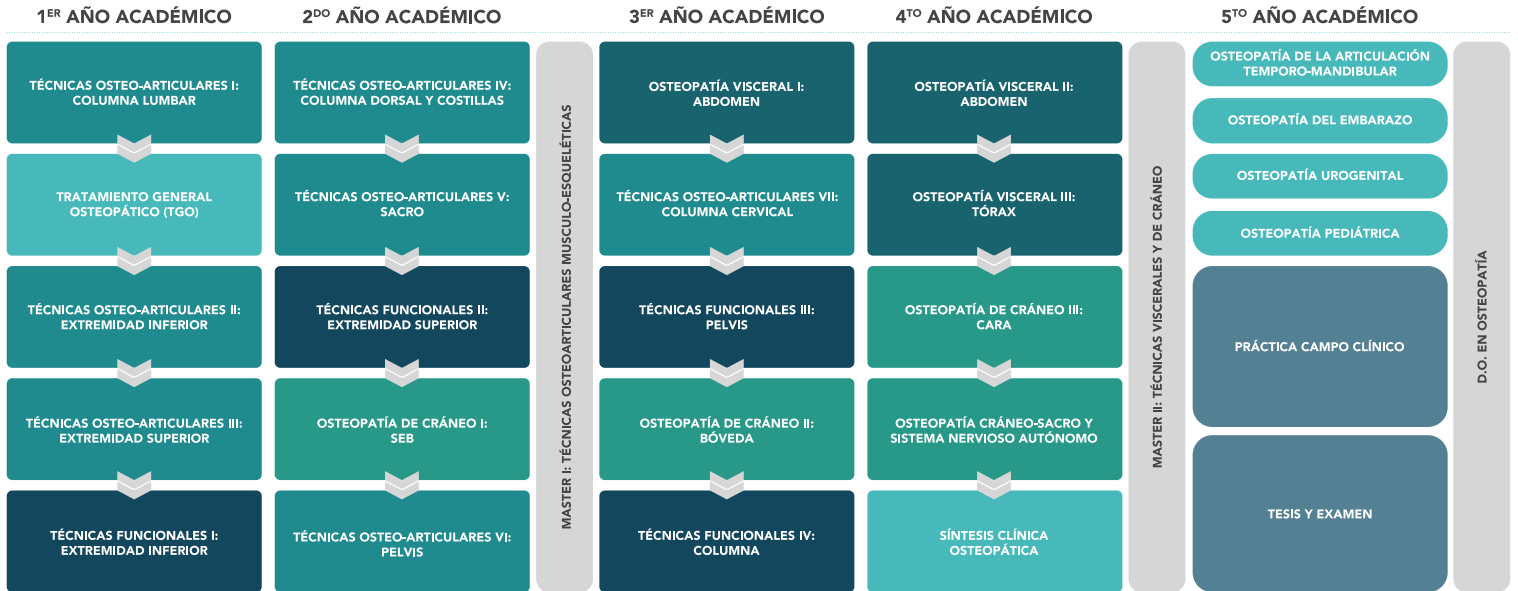 1ER AÑO ACADÉMICO
TÉCNICAS OSTEO-ARTICULARES I:
COLUMNA LUMBAR
TRATAMIENTO GENERAL
OSTEOPÁTICO (TGO)
TÉCNICAS OSTEO-ARTICULARES II:
EXTREMIDAD INFERIOR
TÉCNICAS OSTEO-ARTICULARES III:
EXTREMIDAD SUPERIOR
TÉCNICAS FUNCIONALES I:
EXTREMIDAD INFERIOR
2DO AÑO ACADÉMICO
TÉCNICAS OSTEO-ARTICULARES IV:
COLUMNA DORSAL Y COSTILLAS
TÉCNICAS OSTEO-ARTICULARES V:
SACRO
TÉCNICAS FUNCIONALES II:
EXTREMIDAD SUPERIOR
OSTEOPATÍA DE CRÁNEO I:
SEB
TÉCNICAS OSTEO-ARTICULARES VI:
PELVIS
MASTER I: TÉCNICAS OSTEOARTICULARES MUSCULO-ESQUELÉTICAS
3ER AÑO ACADÉMICO
OSTEOPATÍA VISCERAL I:
ABDOMEN
TÉCNICAS OSTEO-ARTICULARES VII:
COLUMNA CERVICAL
TÉCNICAS FUNCIONALES III:
PELVIS
OSTEOPATÍA DE CRÁNEO II:
BÓVEDA
TÉCNICAS FUNCIONALES IV:
COLUMNA
4TO AÑO ACADÉMICO
OSTEOPATÍA VISCERAL II:
ABDOMEN
OSTEOPATÍA VISCERAL III:
TÓRAX
OSTEOPATÍA DE CRÁNEO III:
CARA
OSTEOPATÍA CRÁNEO-SACRO Y
SISTEMA NERVIOSO AUTÓNOMO
SÍNTESIS CLÍNICA
OSTEOPÁTICA
MASTER II: TÉCNICAS VISCERALES Y DE CRÁNEO
5TO AÑO ACADÉMICO
OSTEOPATÍA DE LA ARTICULACIÓN
TEMPORO-MANDIBULAR
OSTEOPATÍA DEL EMBARAZO
OSTEOPATÍA UROGENITAL
OSTEOPATÍA PEDIÁTRICA
PRÁCTICA CAMPO CLÍNICO
TESIS Y EXAMEN
D.O. EN OSTEOPATÍA